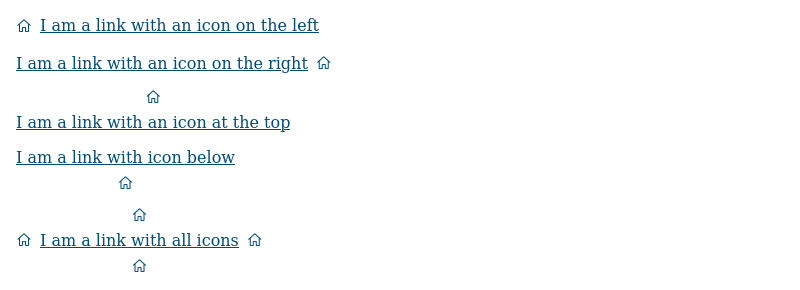 I am a link with an icon on the left
I am a link with an icon on the right
I am a link with an icon at the top
I am a link with icon below
I am a link with all icons